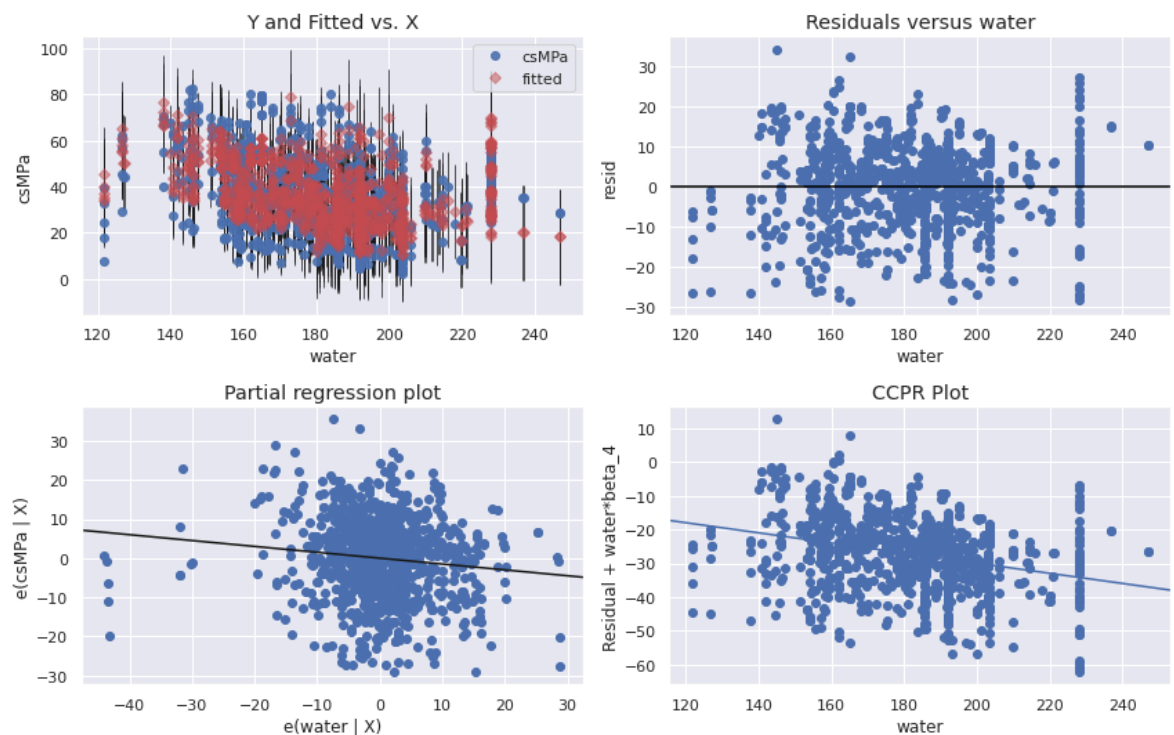 Y and Fitted vs. X
csMPa
fitted
100
80
60
40
20
0
csMPa
120 140 160 180 200 220 240
water
Residuals versus water
30
20
10
0
−10
−20
−30
resid
120 140 160 180 200 220 240
water
Partial regression plot
30
20
10
0
−10
−20
−30
e(csMPa | X)
−40 −30 −20 −10 0 10 20 30
e(water | X)
CCPR Plot
10
0
−10
−20
−30
−40
−50
−60
Residual + water*beta_4
120 140 160 180 200 220 240
water